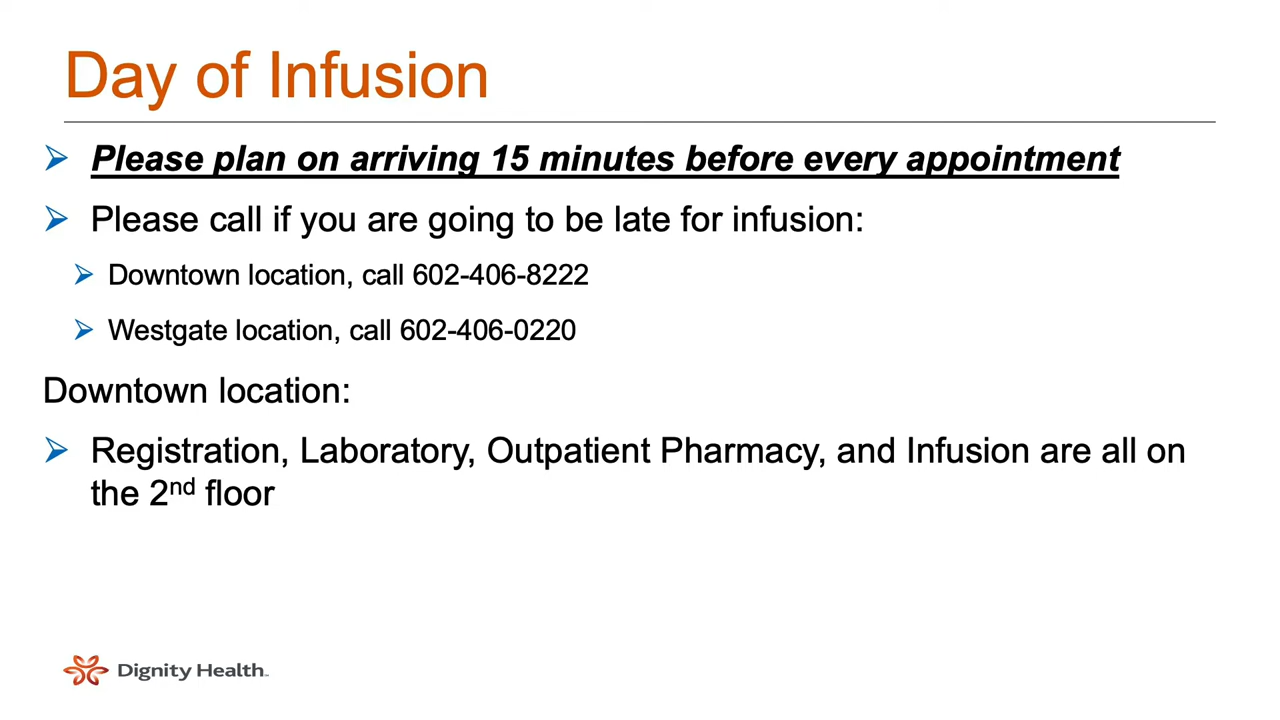 Day of Infusion
Please plan on arriving 15 minutes before every appointment
Please call if you are going to be late for infusion:
Downtown location, call 602-406-8222
Westgate location, call 602-406-0220
Downtown location:
Registration, Laboratory, Outpatient Pharmacy, and Infusion are all on
the 2nd floor
Dignity Health™